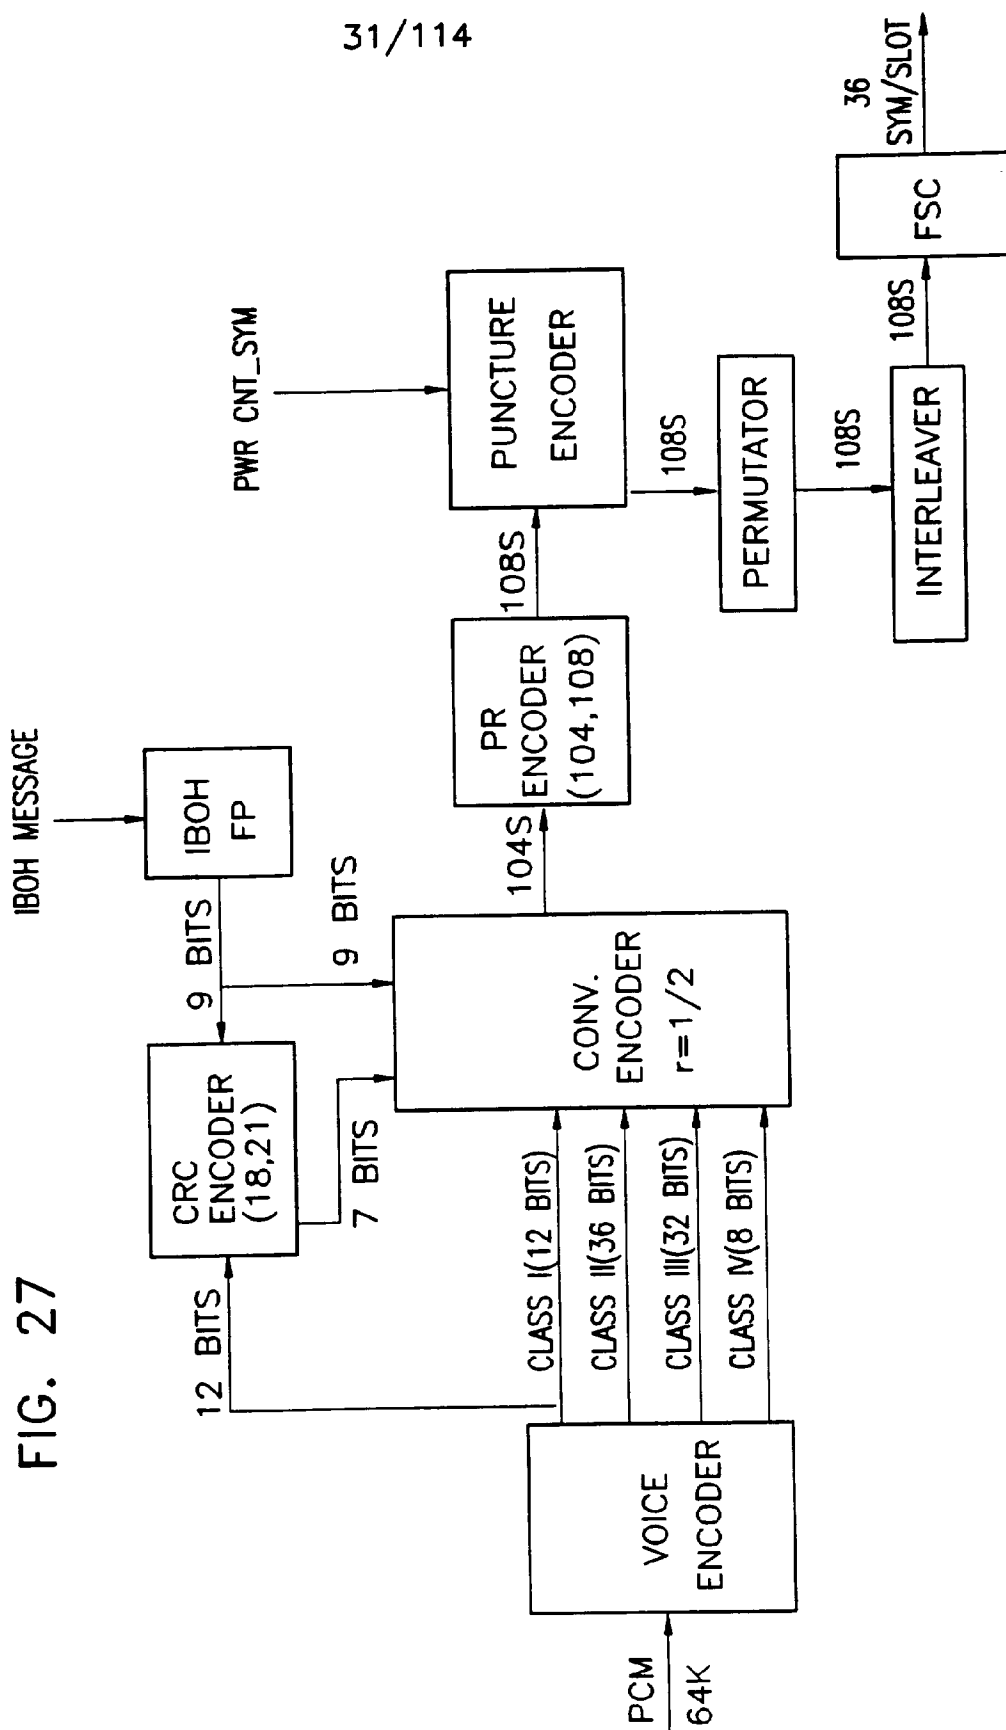 31/114
FIG. 27
PCM
64K
VOICE
ENCODER
12 BITS
CLASS I(12 BITS)
CLASS II(36 BITS)
CLASS III(32 BITS)
CLASS IV(8 BITS)
CRC
ENCODER
(18,21)
7 BITS
9 BITS
9 BITS
IBOH MESSAGE
IBOH
FP
CONV.
ENCODER
r=1/2
104S
PR
ENCODER
(104,108)
108S
PWR CNT_SYM
PUNCTURE
ENCODER
108S
PERMUTATOR
108S
INTERLEAVER
108S
FSC
36
SYM/SLOT